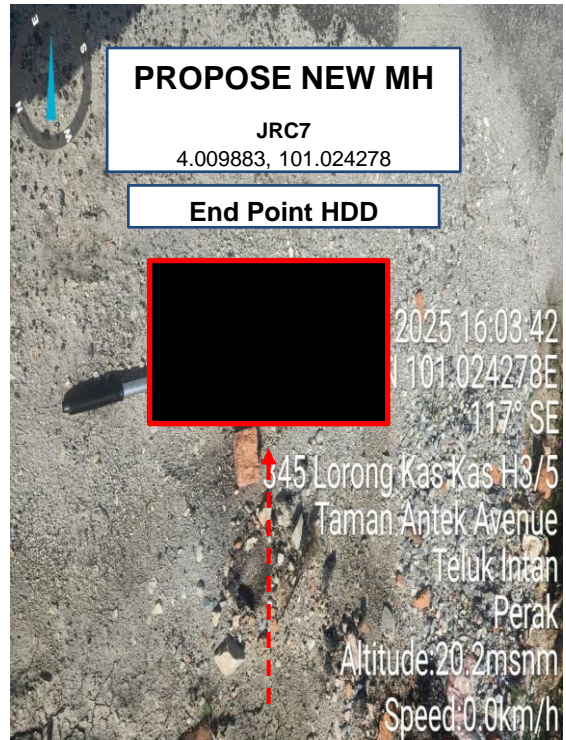 E
S
N
W
PROPOSE NEW MH
JRC7
4.009883, 101.024278
End Point HDD
2025 16:03:42
N 101.024278E
117° SE
345 Lorong Kas Kas H3/5
Taman Antek Avenue
Teluk Intan
Perak
Altitude:20.2msnm
Speed:0.0km/h